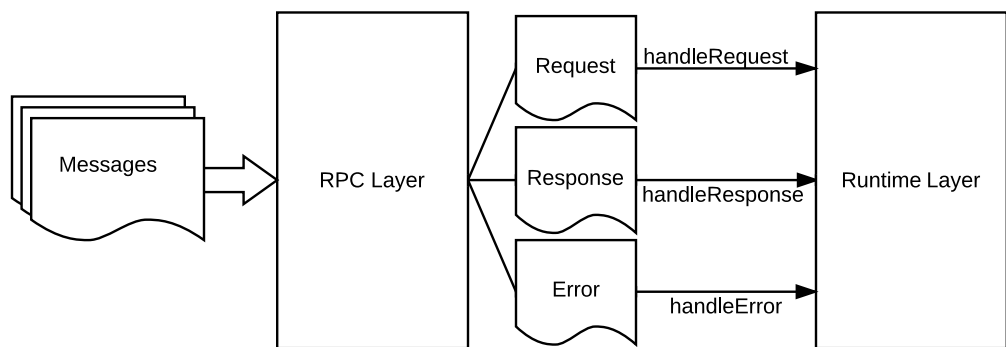 Messages
RPC Layer
Request
handleRequest
Response
handleResponse
Error
handleError
Runtime Layer